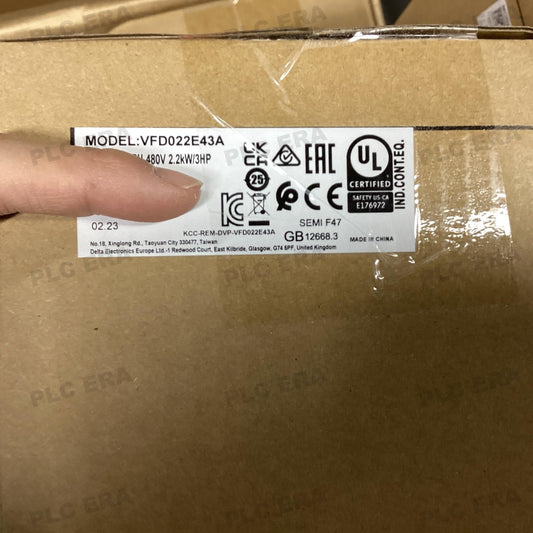 MODEL:VFD022E43A
480V 2.2kW/3HP
UK
CA
EAC
UL
CERTIFIED
SAFETY US CA
E176972
IND.CONT.EQ.
25
CE
02.23
SEMI F47
KCC-REM-DVP-VFD022E43A
GB12668.3
MADE IN CHINA
No.18, Xinglong Rd., Taoyuan City 330477, Taiwan
Delta Electronics Europe Ltd.-1 Redwood Court, East Kilbride, Glasgow, G74 5PF, United Kingdom
PLC ERA